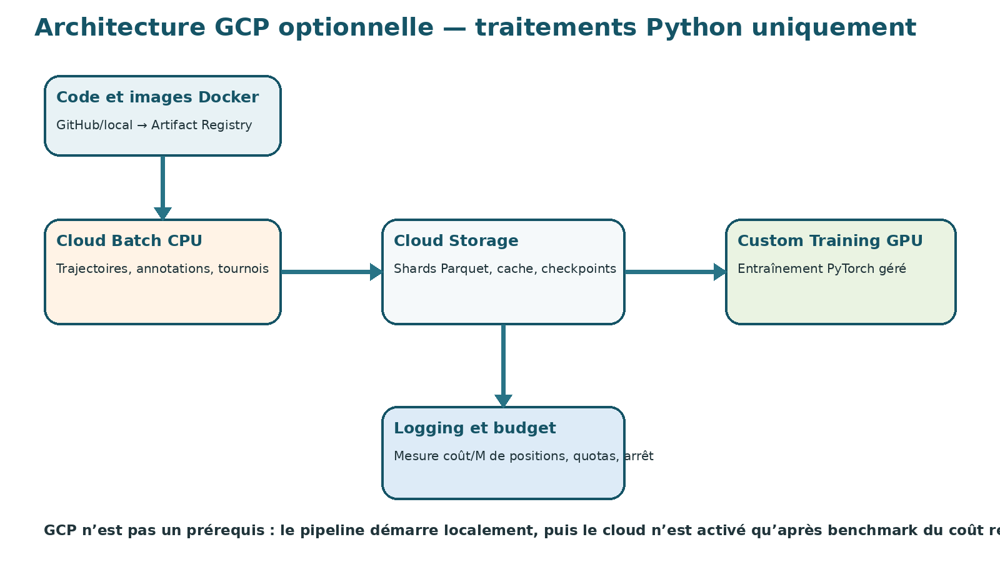 Architecture GCP optionnelle — traitements Python uniquement
Code et images Docker
GitHub/local → Artifact Registry
Cloud Batch CPU
Trajectoires, annotations, tournois
Cloud Storage
Shards Parquet, cache, checkpoints
Custom Training GPU
Entraînement PyTorch géré
Logging et budget
Mesure coût/M de positions, quotas, arrêt
GCP n’est pas un prérequis : le pipeline démarre localement, puis le cloud n’est activé qu’après benchmark du coût